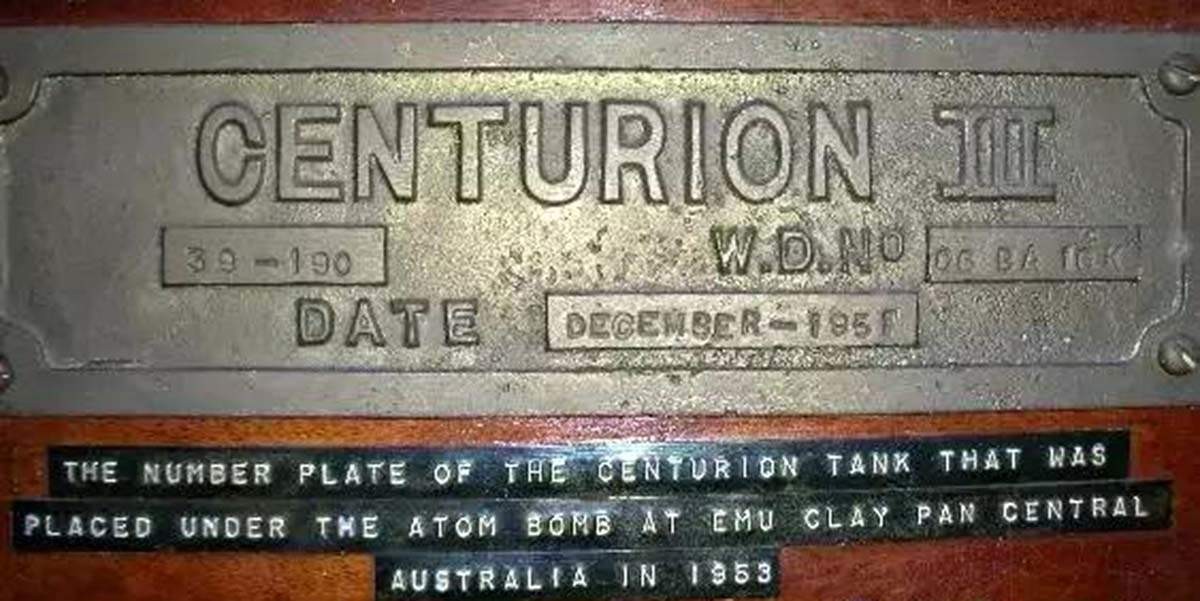 CENTURION III
39-190 W.D.Nº 06 BA 16K
DATE DECEMBER-1951
THE NUMBER PLATE OF THE CENTURION TANK THAT WAS
PLACED UNDER THE ATOM BOMB AT EMU CLAY PAN CENTRAL
AUSTRALIA IN 1953